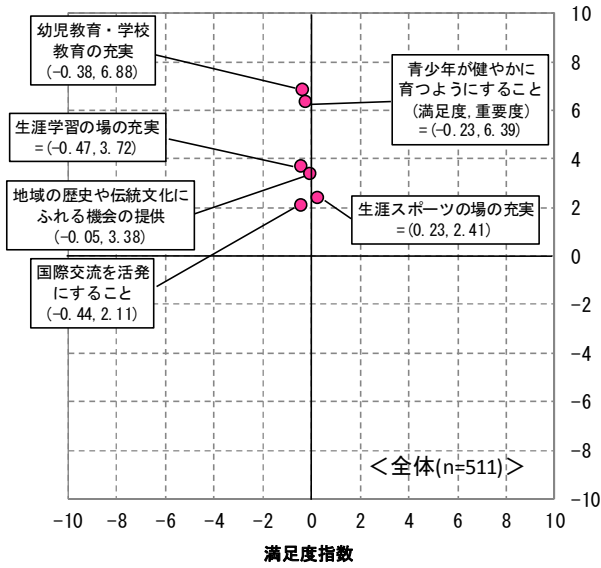 幼児教育・学校
教育の充実
(-0.38, 6.88)
青少年が健やかに
育つようにすること
(満足度, 重要度)
=(-0.23, 6.39)
生涯学習の場の充実
=(-0.47, 3.72)
地域の歴史や伝統文化に
ふれる機会の提供
(-0.05, 3.38)
生涯スポーツの場の充実
=(0.23, 2.41)
国際交流を活発
にすること
(-0.44, 2.11)
10
8
6
4
2
0
-2
-4
-6
-8
-10
＜全体(n=511)＞
-10 -8 -6 -4 -2 0 2 4 6 8 10
満足度指数